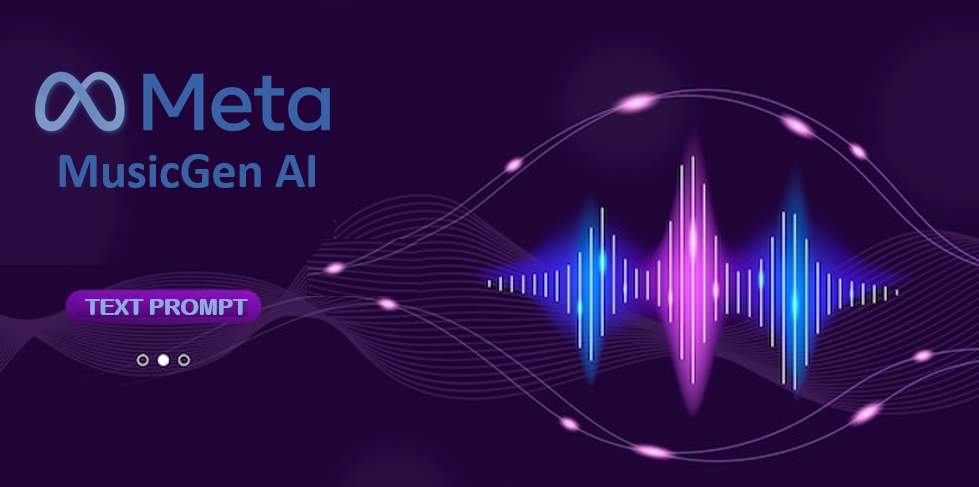 Meta
MusicGen AI
TEXT PROMPT